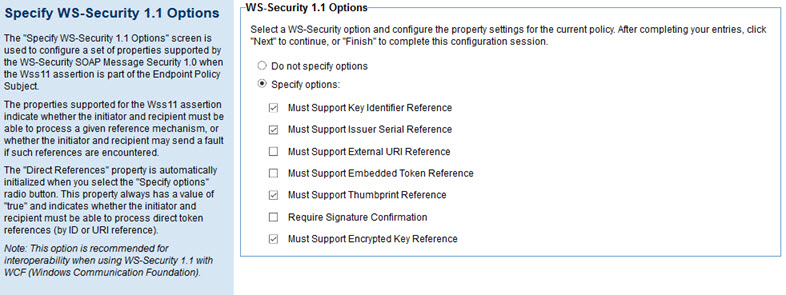 Specify WS-Security 1.1 Options
The "Specify WS-Security 1.1 Options" screen is
used to configure a set of properties supported by
the WS-Security SOAP Message Security 1.0 when
the Wss11 assertion is part of the Endpoint Policy
Subject.
The properties supported for the Wss11 assertion
indicate whether the initiator and recipient must be
able to process a given reference mechanism, or
whether the initiator and recipient may send a fault
if such references are encountered.
The "Direct References" property is automatically
initialized when you select the "Specify options"
radio button. This property always has a value of
"true" and indicates whether the initiator and
recipient must be able to process direct token
references (by ID or URI reference).
Note: This option is recommended for
interoperability when using WS-Security 1.1 with
WCF (Windows Communication Foundation).
WS-Security 1.1 Options
Select a WS-Security option and configure the property settings for the current policy. After completing your entries, click
"Next" to continue, or "Finish" to complete this configuration session.
Do not specify options
Specify options:
Must Support Key Identifier Reference
Must Support Issuer Serial Reference
Must Support External URI Reference
Must Support Embedded Token Reference
Must Support Thumbprint Reference
Require Signature Confirmation
Must Support Encrypted Key Reference